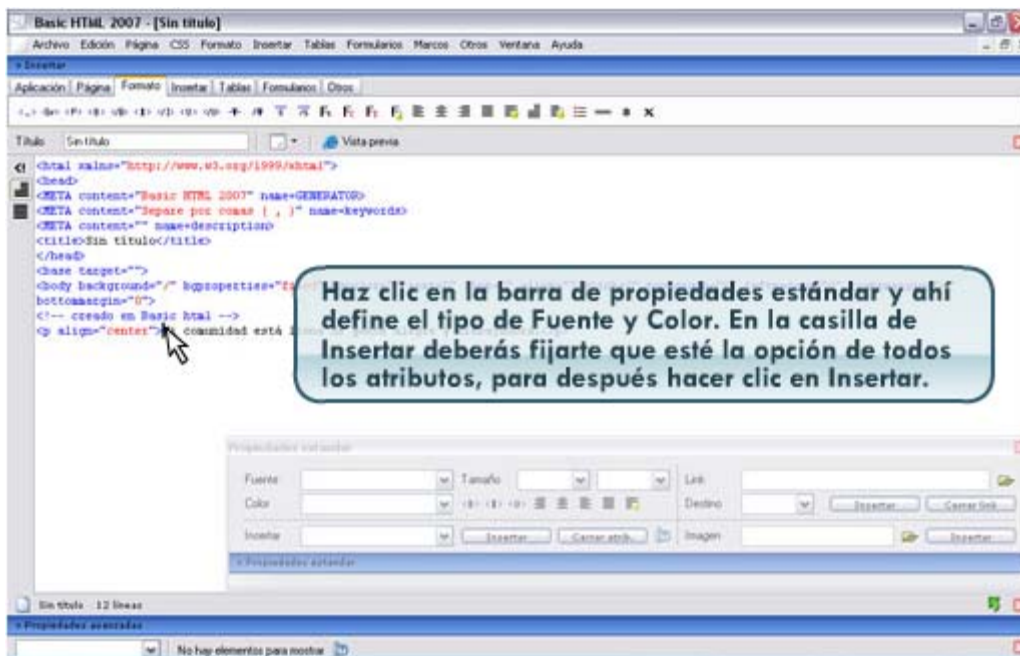 Basic HTML 2007 - [Sin título]
Archivo Edición Página CSS Formato Insertar Tablas Formularios Marcos Otros Ventana Ayuda
Insertar
Aplicación Página Formato Insertar Tablas Formularios Otros
Título Sin título Vista previa
<html xmlns="http://www.w3.org/1999/xhtml">
<head>
<META content="Basic HTML 2007" name=GENERATOR>
<META content="Separe por comas ( , )" name=keywords>
<META content="" name=description>
<title>Sin título</title>
</head>
<base target="">
<body background="/" bgproperties=
bottommargin="0">
<!-- creado en Basic html -->
<p align="center"> comunidad está
Haz clic en la barra de propiedades estándar y ahí
define el tipo de Fuente y Color. En la casilla de
Insertar deberás fijarte que esté la opción de todos
los atributos, para después hacer clic en Insertar.
Propiedades estandar
Fuente Tamaño Link
Color Destino Insertar Cerrar link
Insertar Insertar Cerrar atrib. Imagen Insertar
Propiedades estandar
Sin título 12 líneas
Propiedades avanzadas
No hay elementos para mostrar